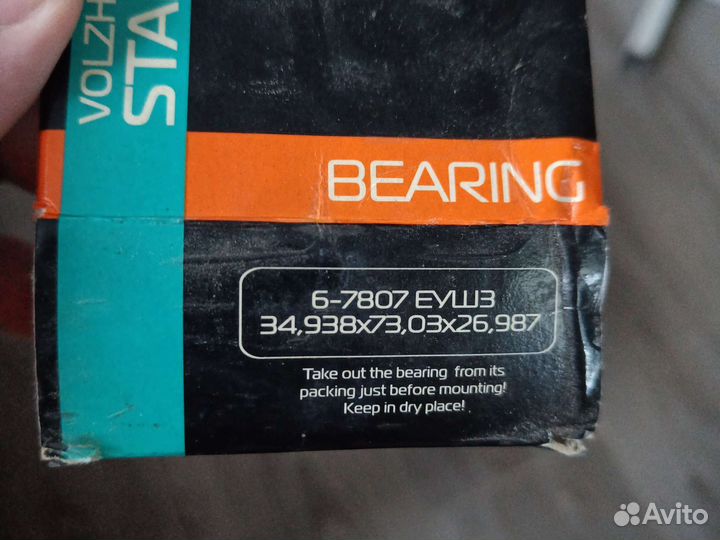 VOLZH
STA
BEARING
6-7807 ЕУШ3
34,938x73,03x26,987
Take out the bearing from its
packing just before mounting!
Keep in dry place!
Avito